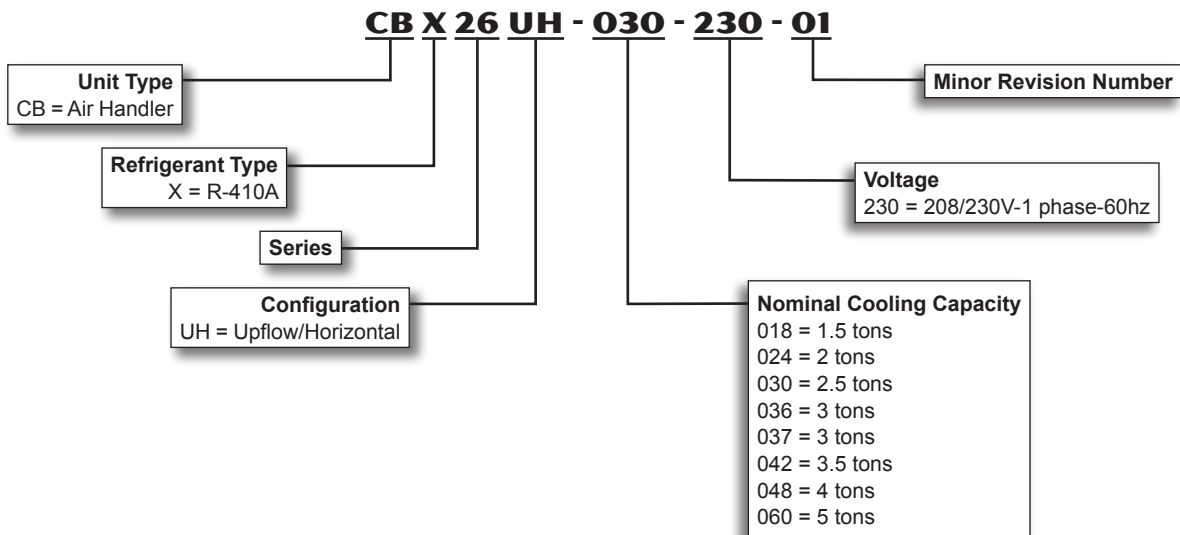 CB X 26 UH - 030 - 230 - 01
Unit Type
CB = Air Handler
Minor Revision Number
Refrigerant Type
X = R-410A
Voltage
230 = 208/230V-1 phase-60hz
Series
Configuration
UH = Upflow/Horizontal
Nominal Cooling Capacity
018 = 1.5 tons
024 = 2 tons
030 = 2.5 tons
036 = 3 tons
037 = 3 tons
042 = 3.5 tons
048 = 4 tons
060 = 5 tons